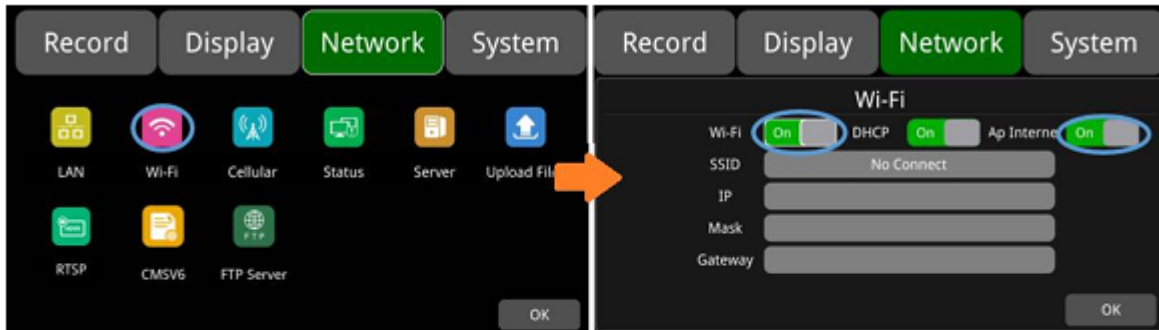 Record Display Network System
LAN Wi-Fi Cellular Status Server Upload File
RTSP CMSV6 FTP Server
OK
Record Display Network System
Wi-Fi
Wi-Fi On DHCP On Ap Interne On
SSID No Connect
IP
Mask
Gateway
OK